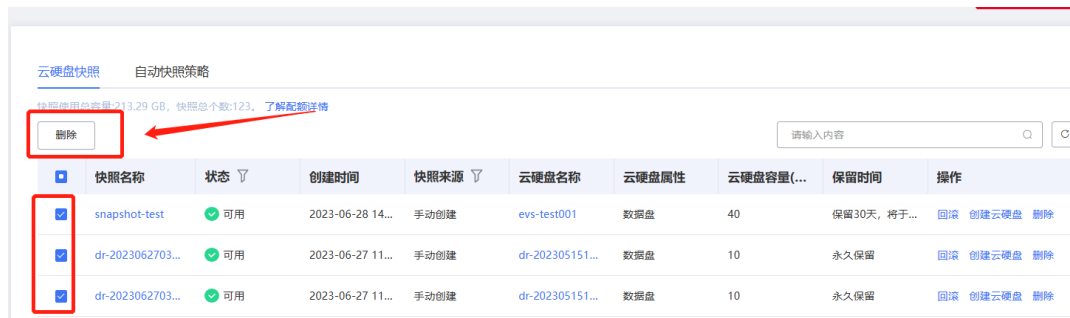 云硬盘快照 自动快照策略
快照使用总容量:213.29 GB, 快照总个数:123。 了解配额详情
删除 请输入内容
快照名称 状态 创建时间 快照来源 云硬盘名称 云硬盘属性 云硬盘容量(... 保留时间 操作
snapshot-test 可用 2023-06-28 14... 手动创建 evs-test001 数据盘 40 保留30天，将于... 回滚 创建云硬盘 删除
dr-2023062703... 可用 2023-06-27 11... 手动创建 dr-202305151... 数据盘 10 永久保留 回滚 创建云硬盘 删除
dr-2023062703... 可用 2023-06-27 11... 手动创建 dr-202305151... 数据盘 10 永久保留 回滚 创建云硬盘 删除